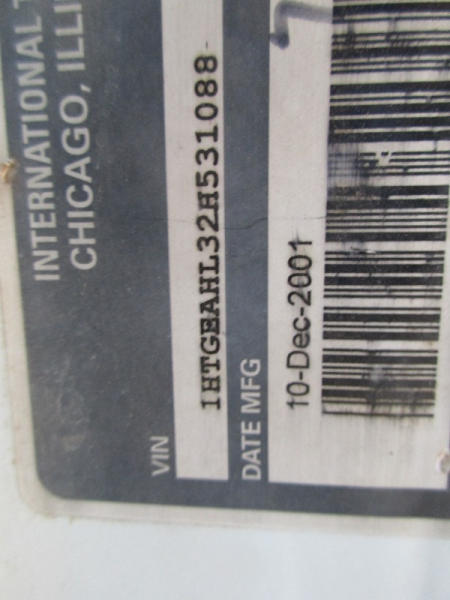 INTERNATIONAL
CHICAGO, ILLI
VIN
1HTGEAHL32H531088
DATE MFG
10-Dec-2001